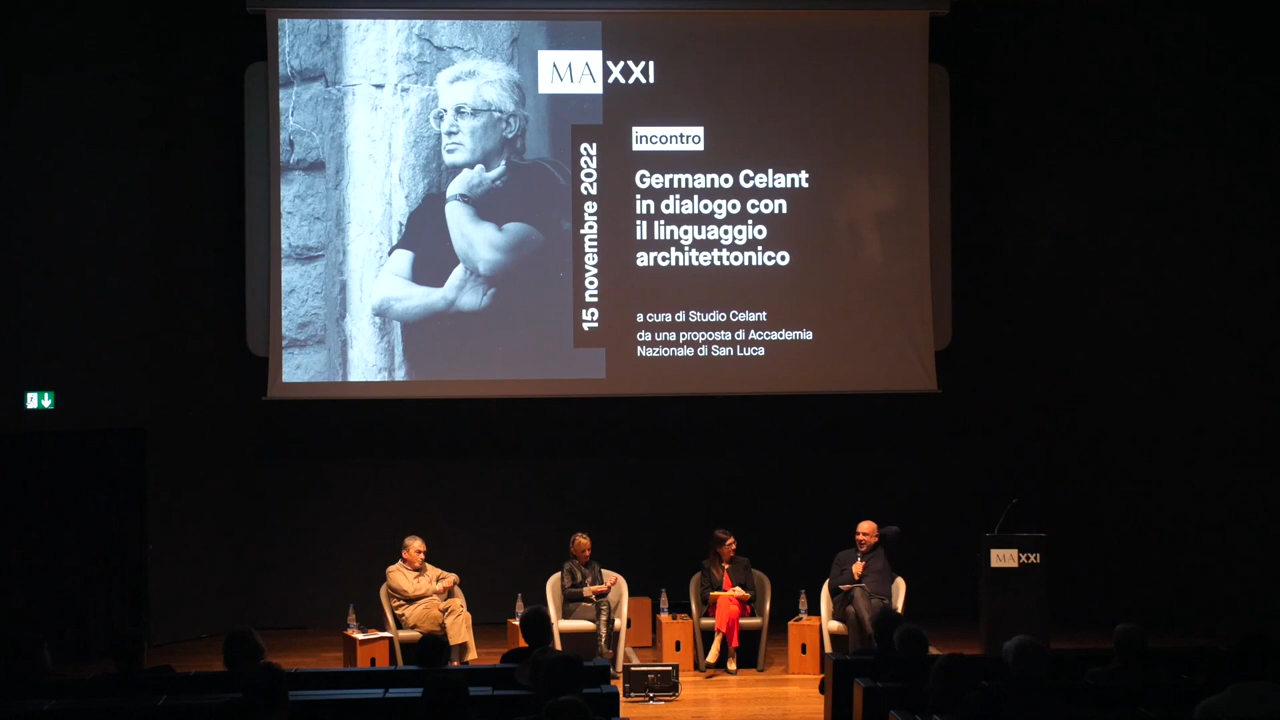 MAXXI
incontro
Germano Celant
in dialogo con
il linguaggio
architettonico
15 novembre 2022
a cura di Studio Celant
da una proposta di Accademia
Nazionale di San Luca
MAXXI